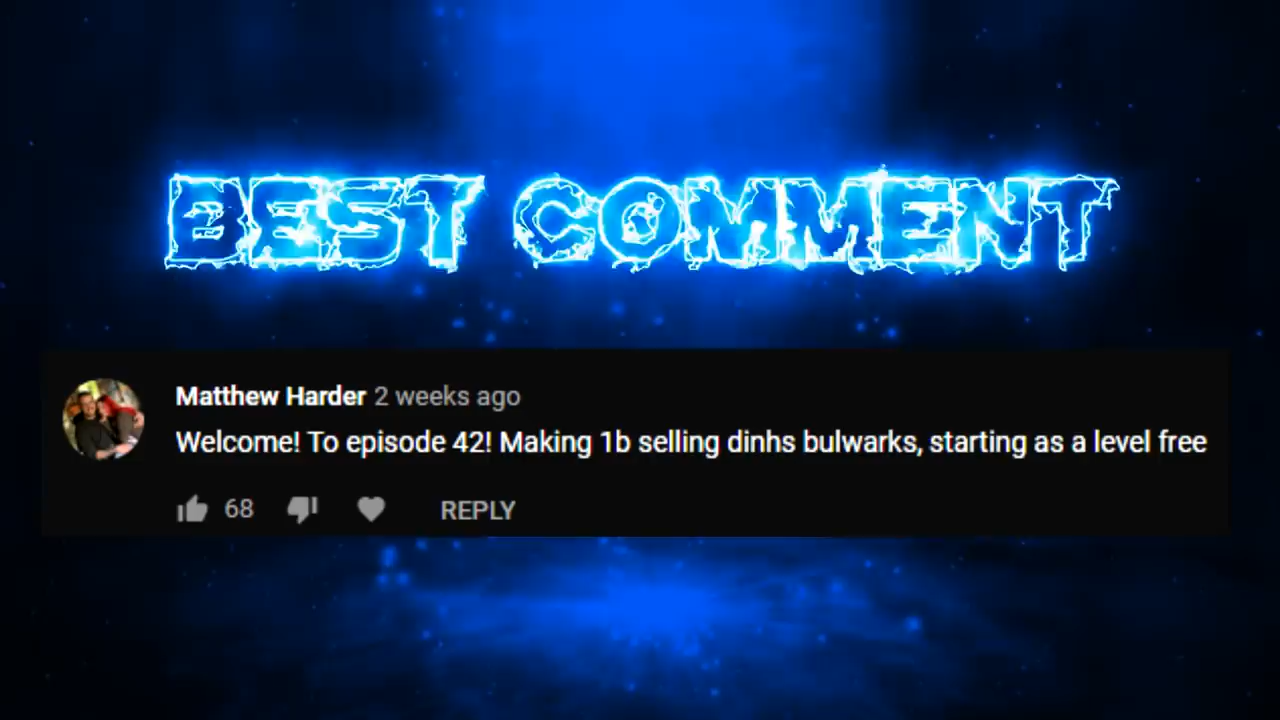 BEST COMMENT
Matthew Harder 2 weeks ago
Welcome! To episode 42! Making 1b selling dinhs bulwarks, starting as a level free
68 REPLY